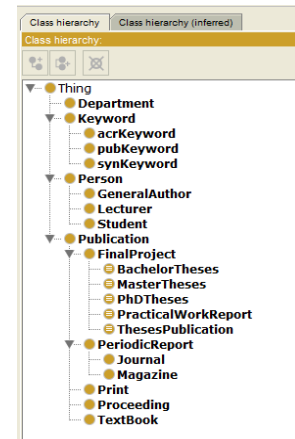 Class hierarchy Class hierarchy (inferred)
Class hierarchy:
Thing
Department
Keyword
acrKeyword
pubKeyword
synKeyword
Person
GeneralAuthor
Lecturer
Student
Publication
FinalProject
BachelorTheses
MasterTheses
PhDTheses
PracticalWorkReport
ThesesPublication
PeriodicReport
Journal
Magazine
Print
Proceeding
TextBook